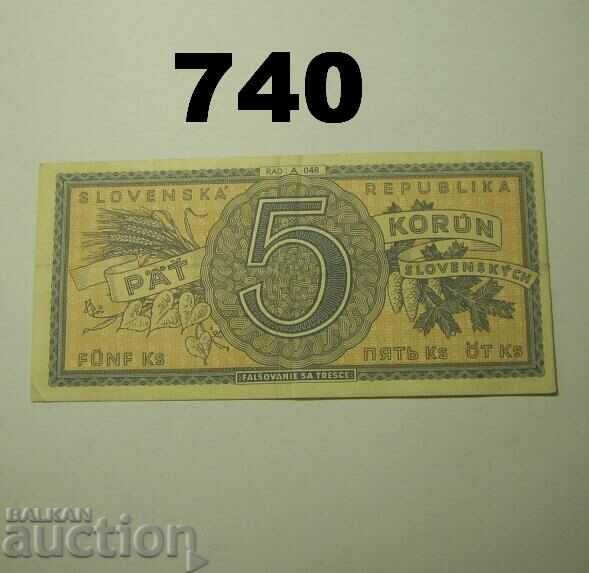 740
RAD A 048
SLOVENSKÁ REPUBLIKA
PÄŤ 5 KORÚN
SLOVENSKÝCH
FÜNF KS ПЯТЬ KS ÖT KS
FALŠOVANIE SA TRESCE
BALKAN
auction